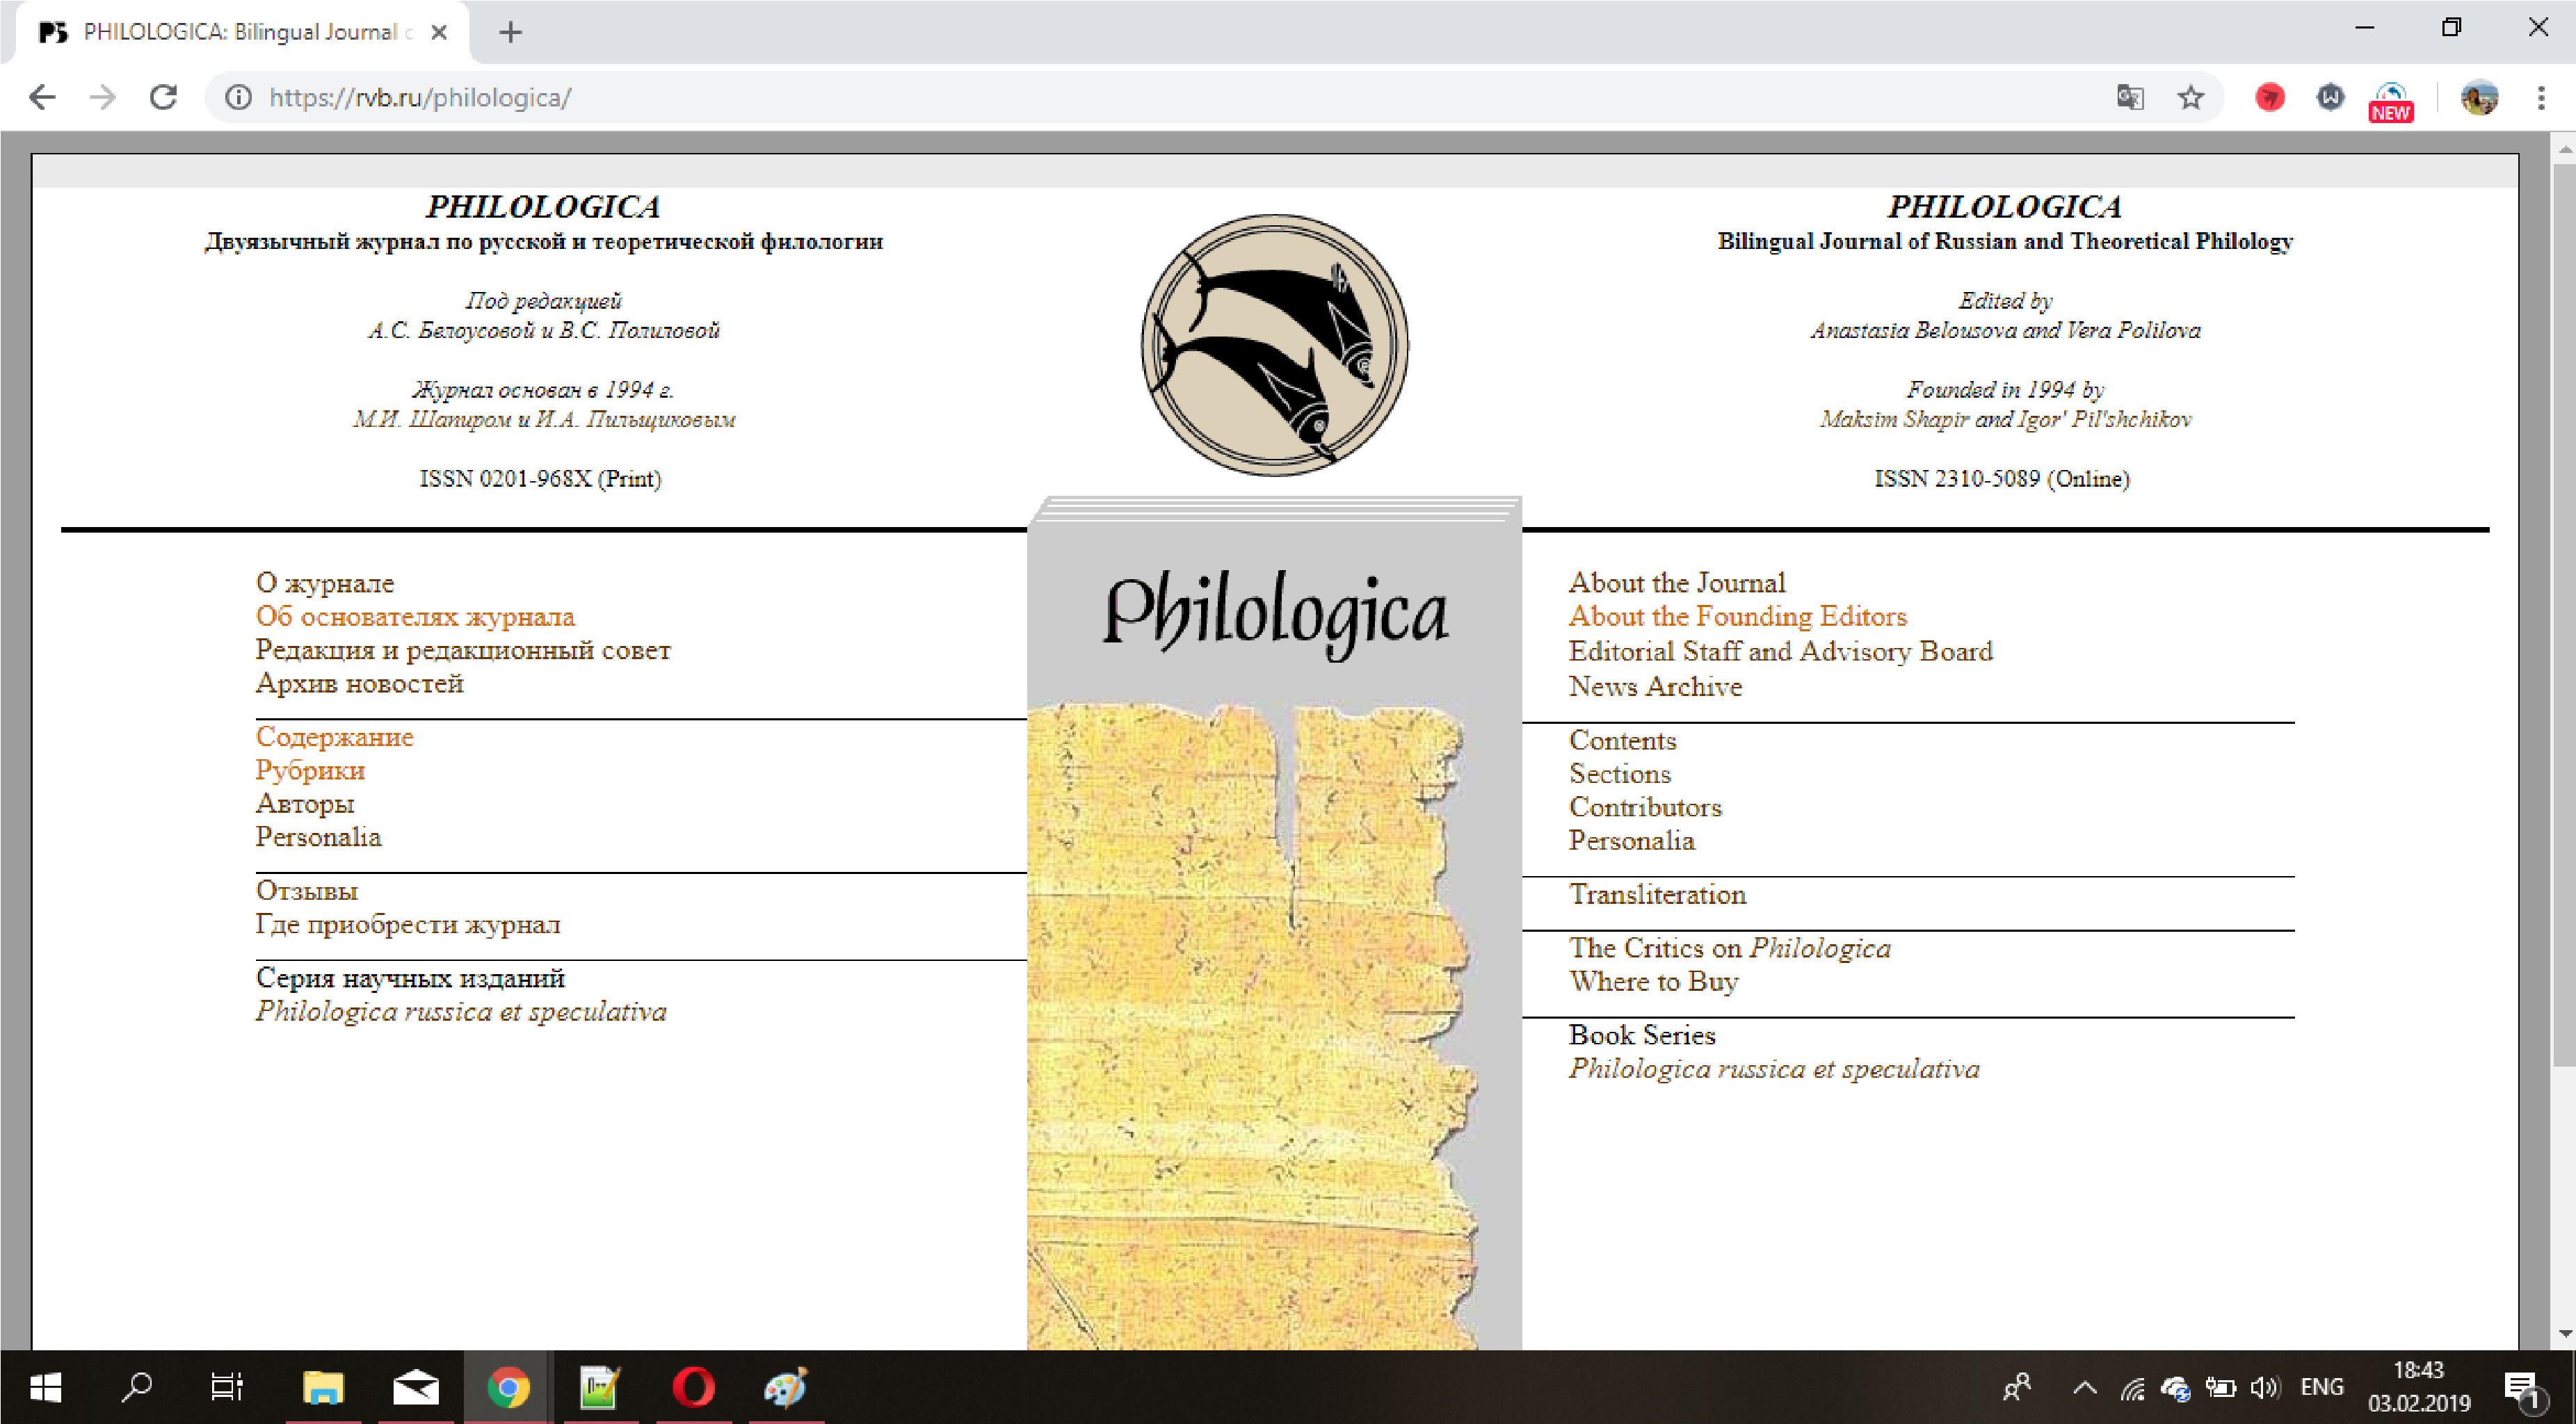 PHILOLOGICA: Bilingual Journal
https://rvb.ru/philologica/
NEW
PHILOLOGICA
Двуязычный журнал по русской и теоретической филологии
Под редакцией
А.С. Белоусовой и В.С. Полиловой
Журнал основан в 1994 г.
М.И. Шапиром и И.А. Пильщиковым
ISSN 0201-968X (Print)
PHILOLOGICA
Bilingual Journal of Russian and Theoretical Philology
Edited by
Anastasia Belousova and Vera Polilova
Founded in 1994 by
Maksim Shapir and Igor' Pil'shchikov
ISSN 2310-5089 (Online)
О журнале
Об основателях журнала
Редакция и редакционный совет
Архив новостей
Содержание
Рубрики
Авторы
Personalia
Отзывы
Где приобрести журнал
Серия научных изданий
Philologica russica et speculativa
Philologica
About the Journal
About the Founding Editors
Editorial Staff and Advisory Board
News Archive
Contents
Sections
Contributors
Personalia
Transliteration
The Critics on Philologica
Where to Buy
Book Series
Philologica russica et speculativa
ENG
18:43
03.02.2019
1